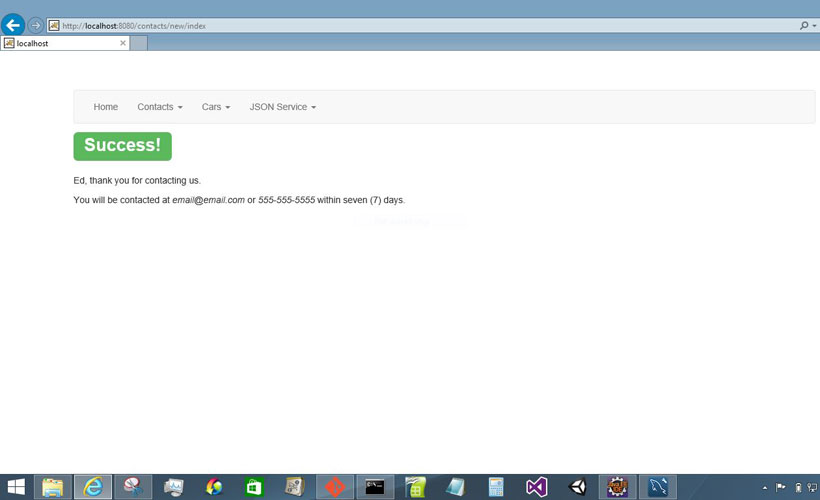 http://localhost:8080/contacts/new/index
localhost
Home Contacts Cars JSON Service
Success!
Ed, thank you for contacting us.
You will be contacted at email@email.com or 555-555-5555 within seven (7) days.